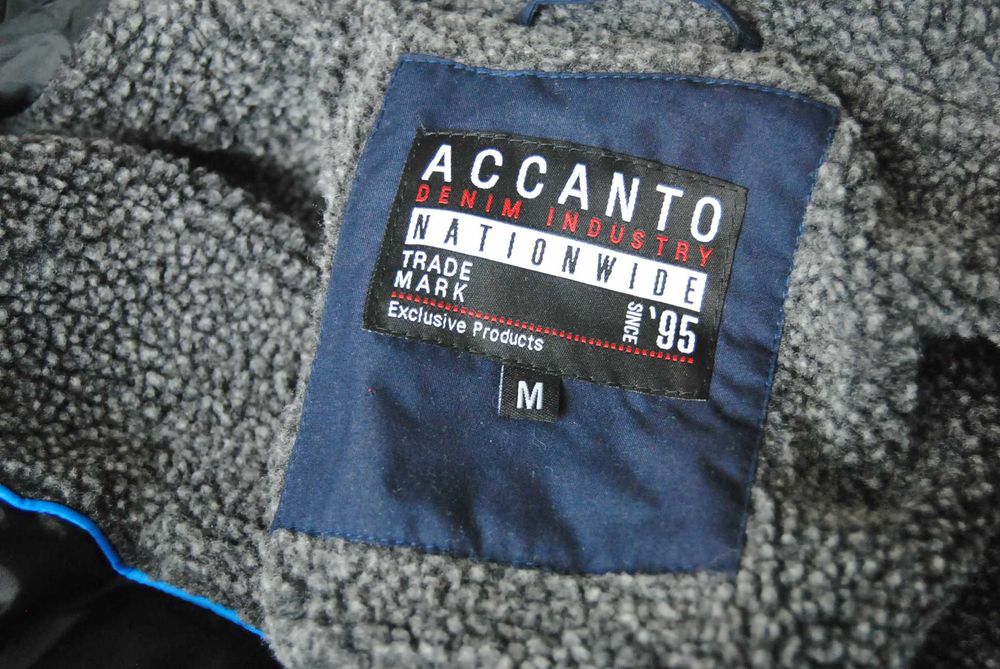 ACCANTO
DENIM INDUSTRY
NATIONWIDE
TRADE
MARK
SINCE '95
Exclusive Products
M